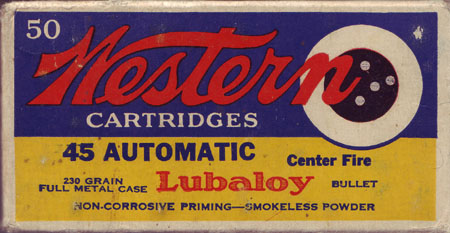 50
Western
CARTRIDGES
45 AUTOMATIC Center Fire
230 GRAIN
FULL METAL CASE Lubaloy BULLET
NON-CORROSIVE PRIMING—SMOKELESS POWDER